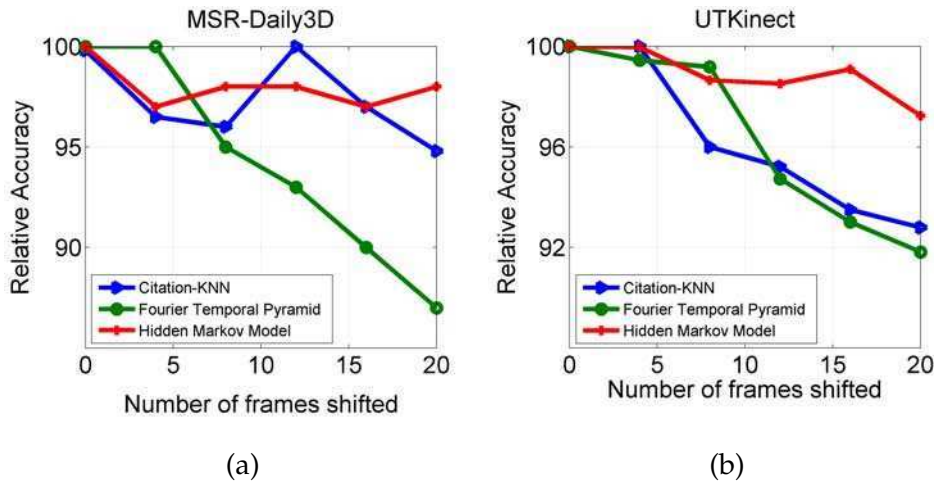 MSR-Daily3D
100
95
90
Relative Accuracy
Citation-KNN
Fourier Temporal Pyramid
Hidden Markov Model
0 5 10 15 20
Number of frames shifted
(a)
UTKinect
100
96
92
Relative Accuracy
Citation-KNN
Fourier Temporal Pyramid
Hidden Markov Model
0 5 10 15 20
Number of frames shifted
(b)